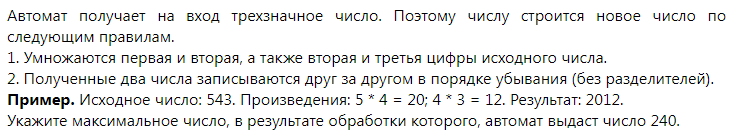 Автомат получает на вход трехзначное число. Поэтому числу строится новое число по
следующим правилам.
1. Умножаются первая и вторая, а также вторая и третья цифры исходного числа.
2. Полученные два числа записываются друг за другом в порядке убывания (без разделителей).
Пример. Исходное число: 543. Произведения: 5 * 4 = 20; 4 * 3 = 12. Результат: 2012.
Укажите максимальное число, в результате обработки которого, автомат выдаст число 240.